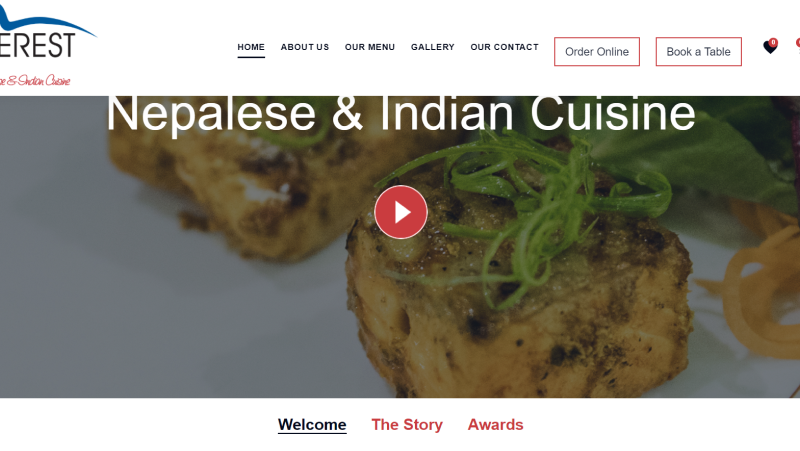 EREST
& Indian Cuisine
HOME
ABOUT US
OUR MENU
GALLERY
OUR CONTACT
Order Online
Book a Table
0
Nepalese & Indian Cuisine
Welcome
The Story
Awards